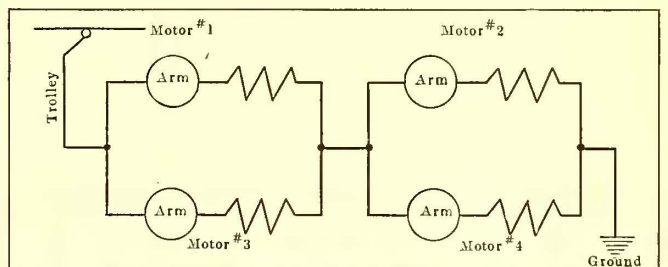 Motor #1
Motor #2
Trolley
Arm
Arm
Arm
Arm
Motor #3
Motor #4
Ground